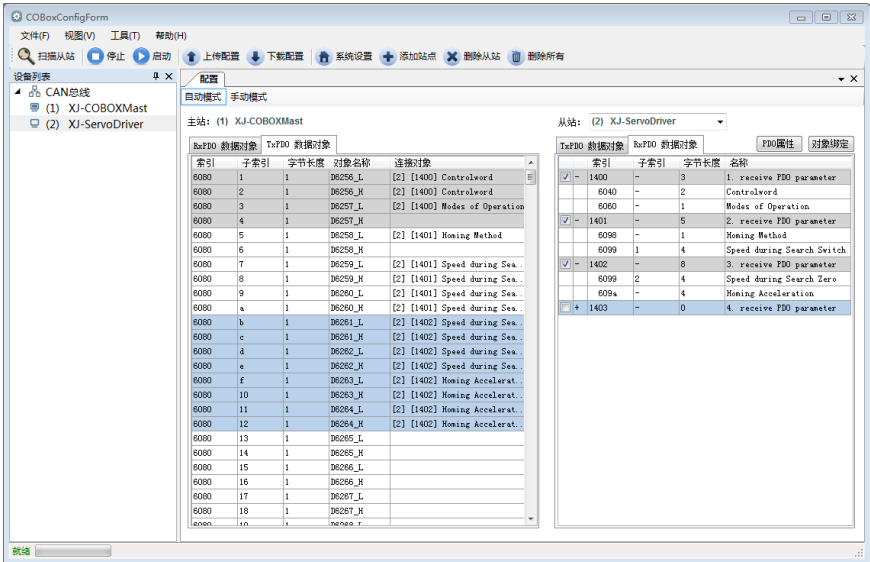 COBoxConfigForm
文件(F) 视图(V) 工具(T) 帮助(H)
扫描从站 停止 启动 上传配置 下载配置 系统设置 添加站点 删除从站 删除所有
设备列表
CAN总线
(1) XJ-COBOXMast
(2) XJ-ServoDriver
配置
自动模式 手动模式
主站: (1) XJ-COBOXMast
RxPDO 数据对象 TxPDO 数据对象
索引 子索引 字节长度 对象名称 连接对象
6080 1 1 D6256_L [2] [1400] Controlword
6080 2 1 D6256_H [2] [1400] Controlword
6080 3 1 D6257_L [2] [1400] Modes of Operation
6080 4 1 D6257_H
6080 5 1 D6258_L [2] [1401] Homing Method
6080 6 1 D6258_H
6080 7 1 D6259_L [2] [1401] Speed during Sea..
6080 8 1 D6259_H [2] [1401] Speed during Sea..
6080 9 1 D6260_L [2] [1401] Speed during Sea..
6080 a 1 D6260_H [2] [1401] Speed during Sea..
6080 b 1 D6261_L [2] [1402] Speed during Sea..
6080 c 1 D6261_H [2] [1402] Speed during Sea..
6080 d 1 D6262_L [2] [1402] Speed during Sea..
6080 e 1 D6262_H [2] [1402] Speed during Sea..
6080 f 1 D6263_L [2] [1402] Homing Accelerat..
6080 10 1 D6263_H [2] [1402] Homing Accelerat..
6080 11 1 D6264_L [2] [1402] Homing Accelerat..
6080 12 1 D6264_H [2] [1402] Homing Accelerat..
6080 13 1 D6265_L
6080 14 1 D6265_H
6080 15 1 D6266_L
6080 16 1 D6266_H
6080 17 1 D6267_L
6080 18 1 D6267_H
从站: (2) XJ-ServoDriver
TxPDO 数据对象 RxPDO 数据对象 PDO属性 对象绑定
索引 子索引 字节长度 名称
- 1400 - 3 1. receive PDO parameter
6040 - 2 Controlword
6060 - 1 Modes of Operation
- 1401 - 5 2. receive PDO parameter
6098 - 1 Homing Method
6099 1 4 Speed during Search Switch
- 1402 - 8 3. receive PDO parameter
6099 2 4 Speed during Search Zero
609a - 4 Homing Acceleration
+ 1403 - 0 4. receive PDO parameter
就绪